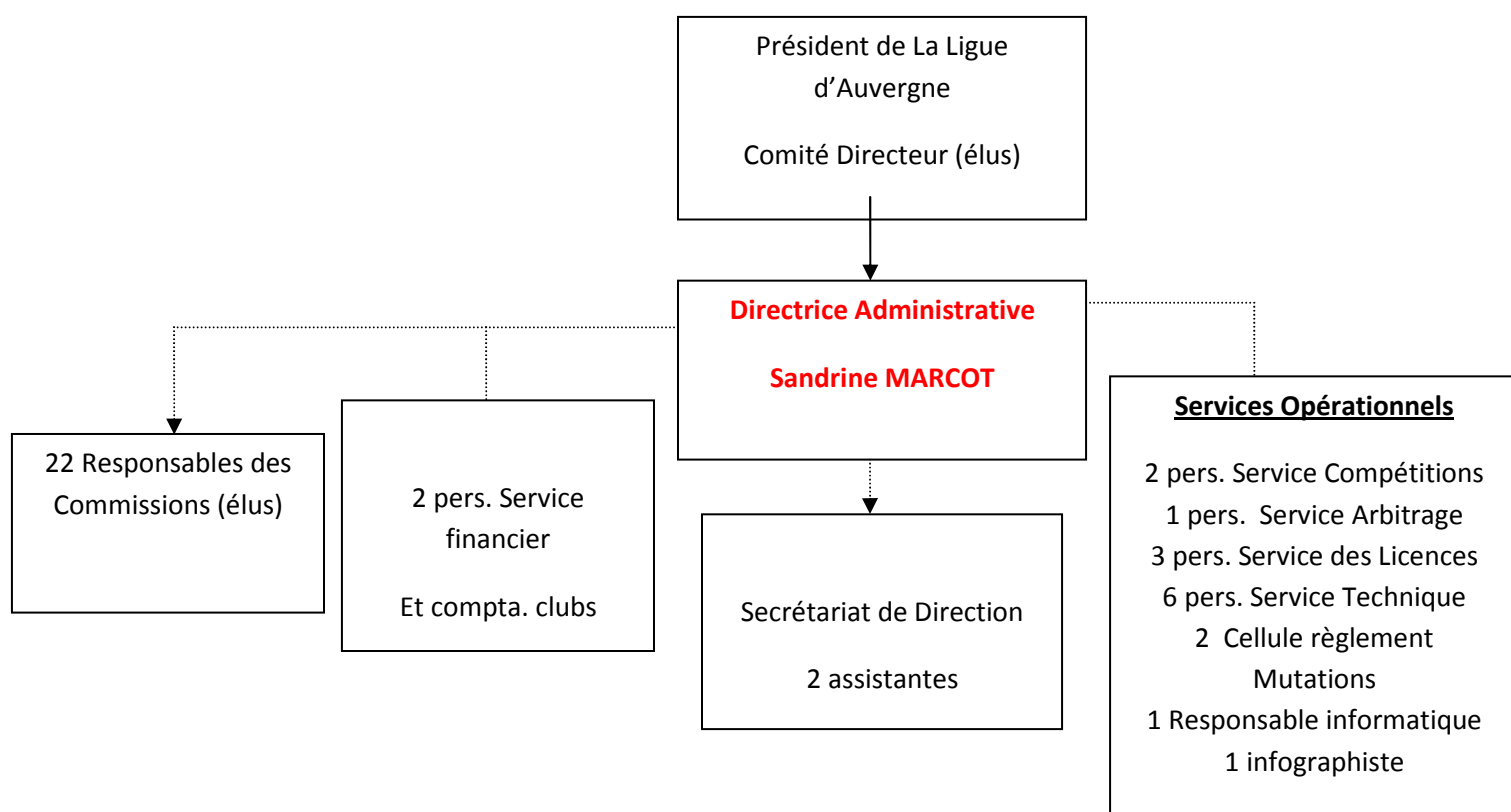 Président de La Ligue
d’Auvergne
Comité Directeur (élus)
Directrice Administrative
Sandrine MARCOT
22 Responsables des
Commissions (élus)
2 pers. Service
financier
Et compta. clubs
Secrétariat de Direction
2 assistantes
Services Opérationnels
2 pers. Service Compétitions
1 pers.  Service Arbitrage
3 pers. Service des Licences
6 pers. Service Technique
2  Cellule règlement
Mutations
1 Responsable informatique
1 infographiste